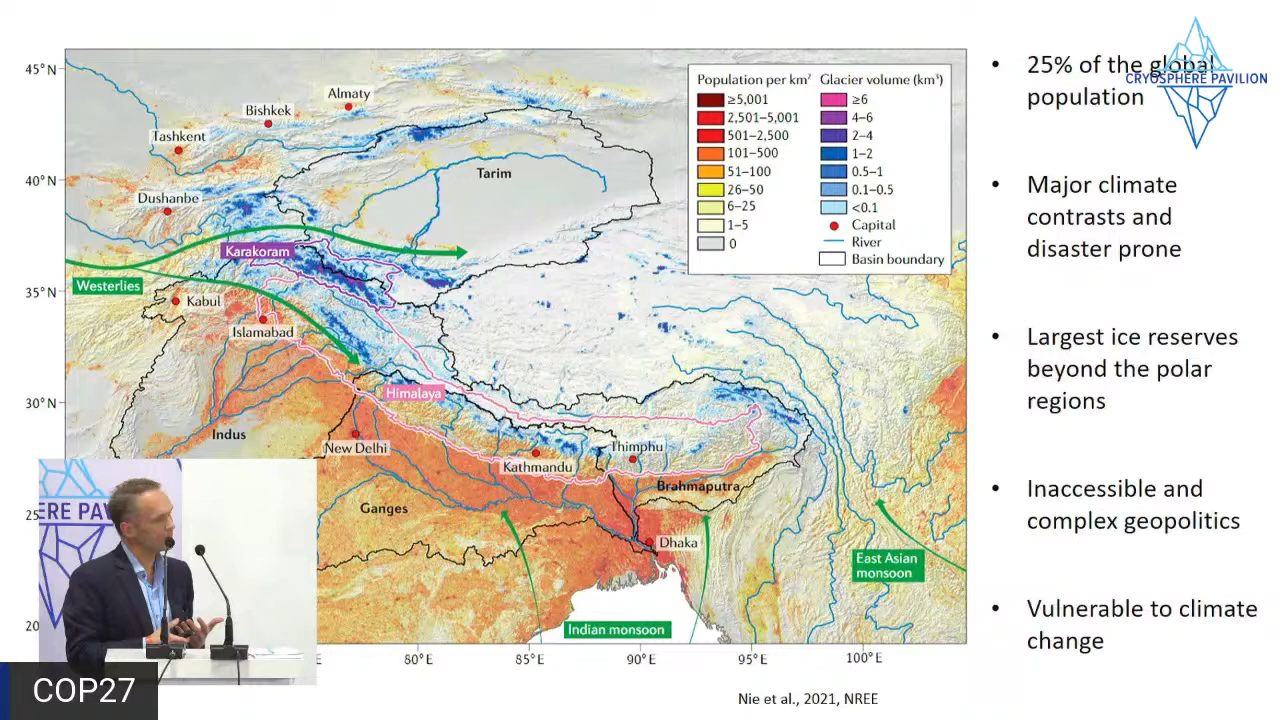 45°N
40°N
35°N
30°N
25
20
Almaty
Bishkek
Tashkent
Dushanbe
Tarim
Karakoram
Westerlies
Kabul
Islamabad
Himalaya
Indus
New Delhi
Thimphu
Kathmandu
Brahmaputra
Ganges
Dhaka
East Asian
monsoon
Indian monsoon
E
80°E
85°E
90°E
95°E
100°E
Population per km²
≥5,001
2,501–5,001
501–2,500
101–500
51–100
26–50
6–25
1–5
0
Glacier volume (km³)
≥6
4–6
2–4
1–2
0.5–1
0.1–0.5
<0.1
Capital
River
Basin boundary
• 25% of the global
population
CRYOSPHERE PAVILION
• Major climate
contrasts and
disaster prone
• Largest ice reserves
beyond the polar
regions
• Inaccessible and
complex geopolitics
• Vulnerable to climate
change
Nie et al., 2021, NREE
ERE PAV
COP27